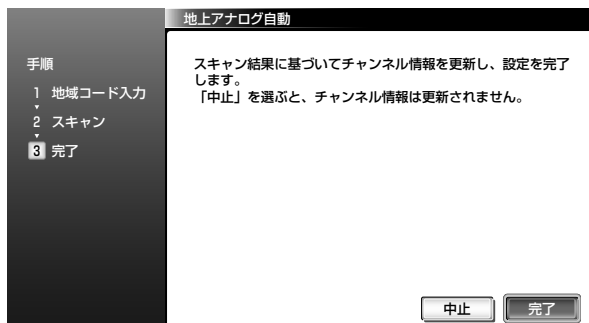 地上アナログ自動
手順
1 地域コード入力
2 スキャン
3 完了
スキャン結果に基づいてチャンネル情報を更新し、設定を完了
します。
「中止」を選ぶと、チャンネル情報は更新されません。
中止
完了